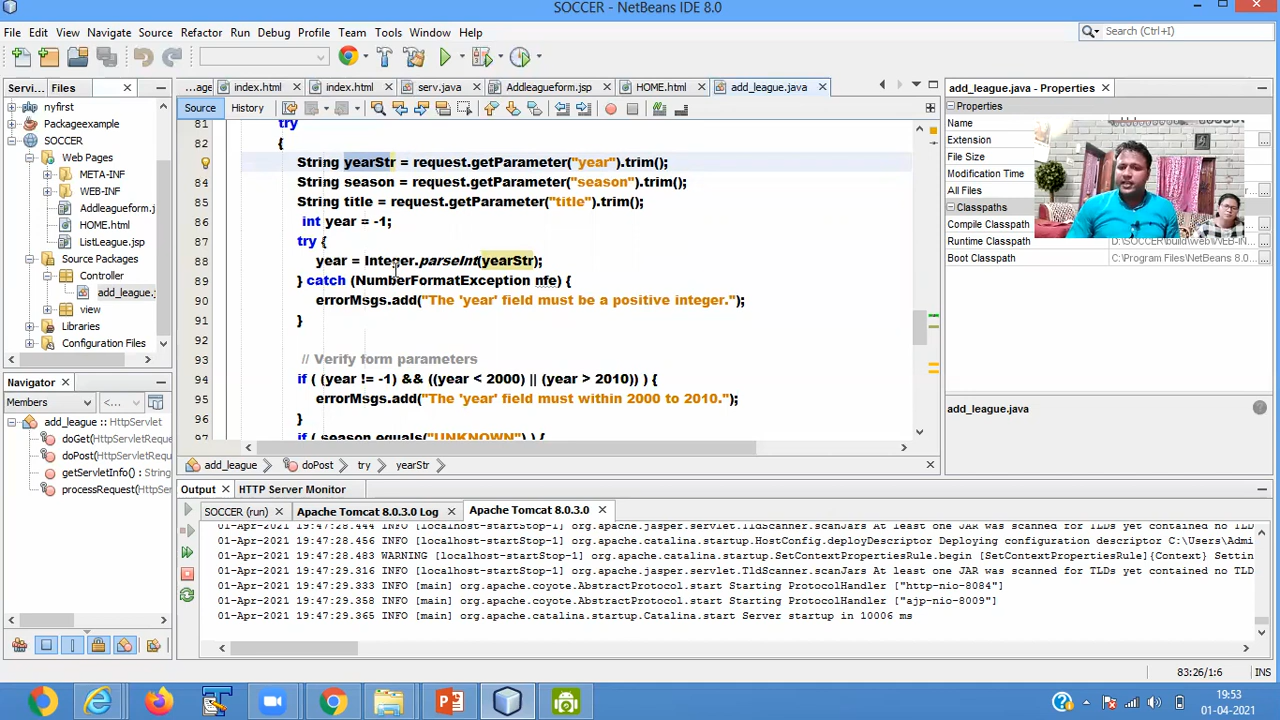 SOCCER - NetBeans IDE 8.0
File Edit View Navigate Source Refactor Run Debug Profile Team Tools Window Help
Search (Ctrl+I)
Servi... Files
...age index.html index.html serv.java Addleagueform.jsp HOME.html add_league.java
add_league.java - Properties
nyfirst
Packageexample
SOCCER
Web Pages
META-INF
WEB-INF
Addleagueform.j
HOME.html
ListLeague.jsp
Source Packages
Controller
add_league.j
view
Libraries
Configuration Files
Source History
81 try
82 {
String yearStr = request.getParameter("year").trim();
84 String season = request.getParameter("season").trim();
85 String title = request.getParameter("title").trim();
86 int year = -1;
87 try {
88 year = Integer.parseInt(yearStr);
89 } catch (NumberFormatException nfe) {
90 errorMsgs.add("The 'year' field must be a positive integer.");
91 }
92
93 // Verify form parameters
94 if ( (year != -1) && ((year < 2000) || (year > 2010)) ) {
95 errorMsgs.add("The 'year' field must within 2000 to 2010.");
96 }
97 if ( season.equals("UNKNOWN") ) {
Properties
Name
Extension
File Size
Modification Time
All Files
Classpaths
Compile Classpath
Runtime Classpath D:\SOCCER\build\web\WEB-IN
Boot Classpath C:\Program Files\Java\jdk1.
add_league.java
Navigator
Members <...>
add_league :: HttpServlet
doGet(HttpServletReque
doPost(HttpServletRequ
getServletInfo() : String
processRequest(HttpSer
add_league doPost try yearStr
Output HTTP Server Monitor
SOCCER (run) Apache Tomcat 8.0.3.0 Log Apache Tomcat 8.0.3.0
01-Apr-2021 19:47:28.444 INFO [localhost-startStop-1] org.apache.jasper.servlet.TldScanner.scanJars At least one JAR was scanned for TLDs yet contained no TLD
01-Apr-2021 19:47:28.456 INFO [localhost-startStop-1] org.apache.catalina.startup.HostConfig.deployDescriptor Deploying configuration descriptor C:\Users\Admi
01-Apr-2021 19:47:28.483 WARNING [localhost-startStop-1] org.apache.catalina.startup.SetContextPropertiesRule.begin [SetContextPropertiesRule]{Context} Settin
01-Apr-2021 19:47:29.316 INFO [localhost-startStop-1] org.apache.jasper.servlet.TldScanner.scanJars At least one JAR was scanned for TLDs yet contained no TLD
01-Apr-2021 19:47:29.333 INFO [main] org.apache.coyote.AbstractProtocol.start Starting ProtocolHandler ["http-nio-8084"]
01-Apr-2021 19:47:29.358 INFO [main] org.apache.coyote.AbstractProtocol.start Starting ProtocolHandler ["ajp-nio-8009"]
01-Apr-2021 19:47:29.365 INFO [main] org.apache.catalina.startup.Catalina.start Server startup in 10006 ms
83:26/1:6 INS
19:53
01-04-2021